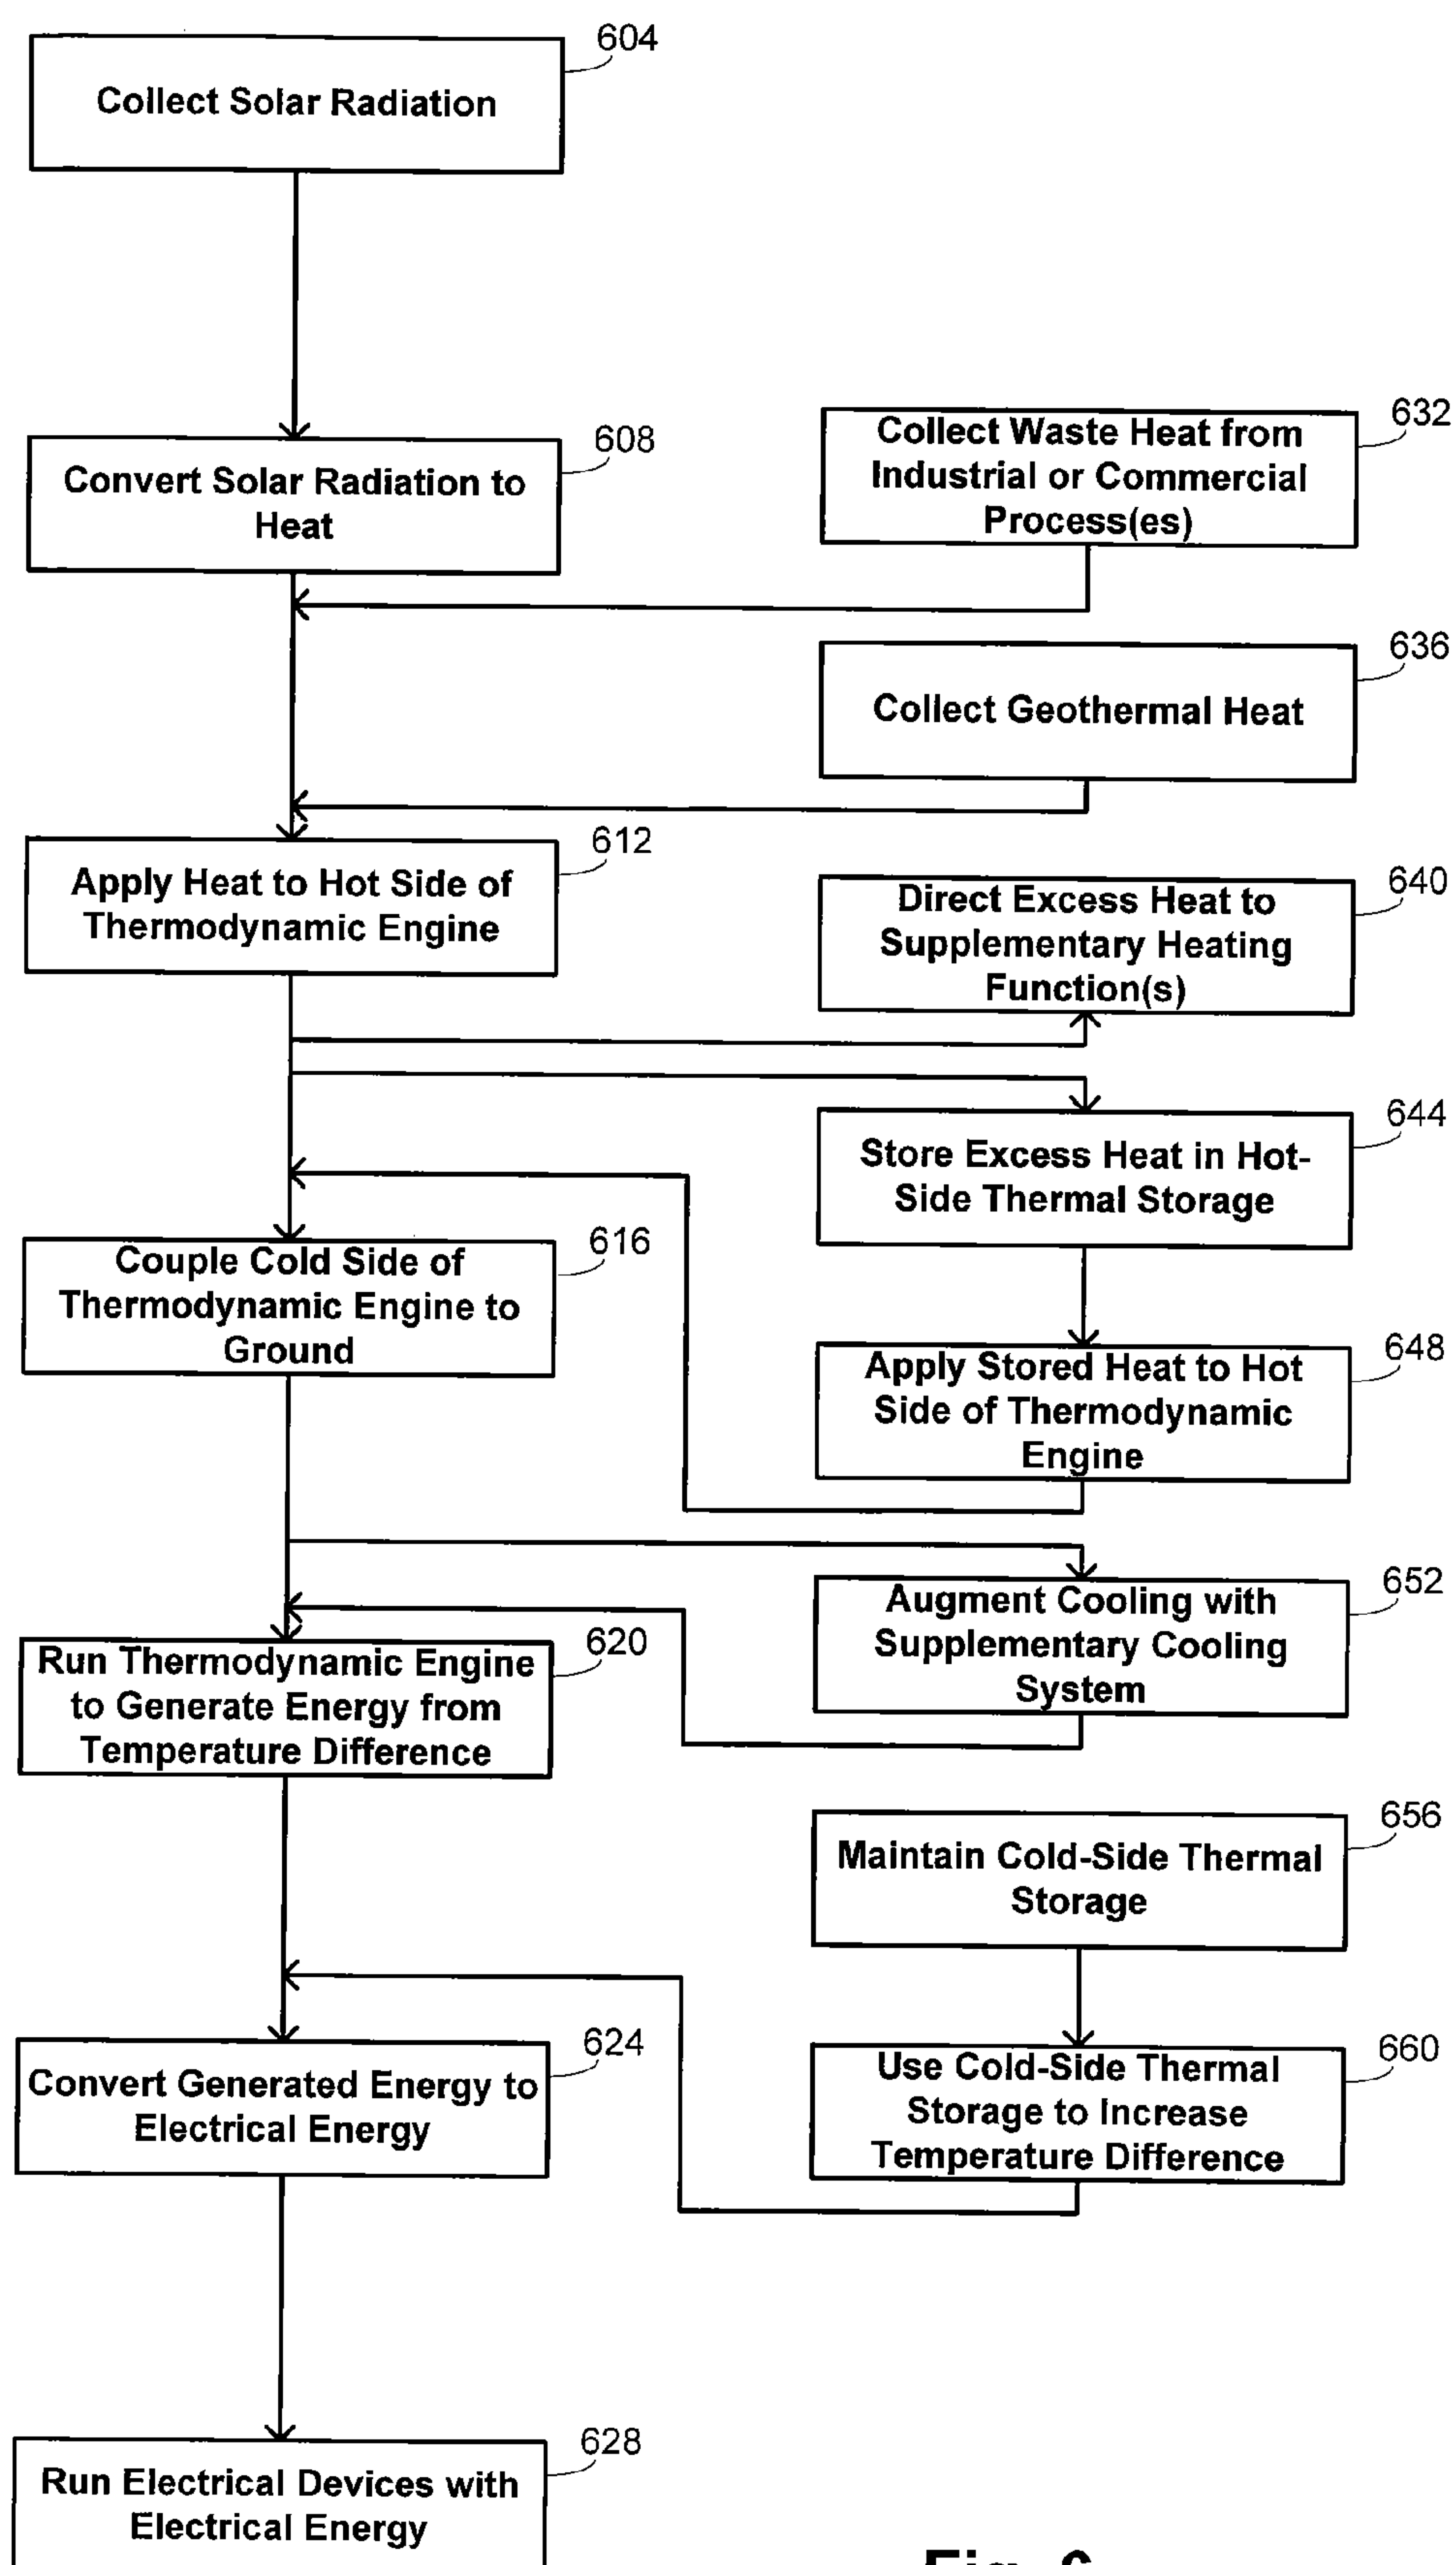 604
Collect Solar Radiation
632
Collect Waste Heat from
Industrial or Commercial
Process(es)
608
Convert Solar Radiation to
Heat
636
Collect Geothermal Heat
612
Apply Heat to Hot Side of
Thermodynamic Engine
640
Direct Excess Heat to
Supplementary Heating
Function(s)
644
Store Excess Heat in Hot-
Side Thermal Storage
616
Couple Cold Side of
Thermodynamic Engine to
Ground
648
Apply Stored Heat to Hot
Side of Thermodynamic
Engine
652
Augment Cooling with
Supplementary Cooling
System
620
Run Thermodynamic Engine
to Generate Energy from
Temperature Difference
656
Maintain Cold-Side Thermal
Storage
624
Convert Generated Energy to
Electrical Energy
660
Use Cold-Side Thermal
Storage to Increase
Temperature Difference
628
Run Electrical Devices with
Electrical Energy